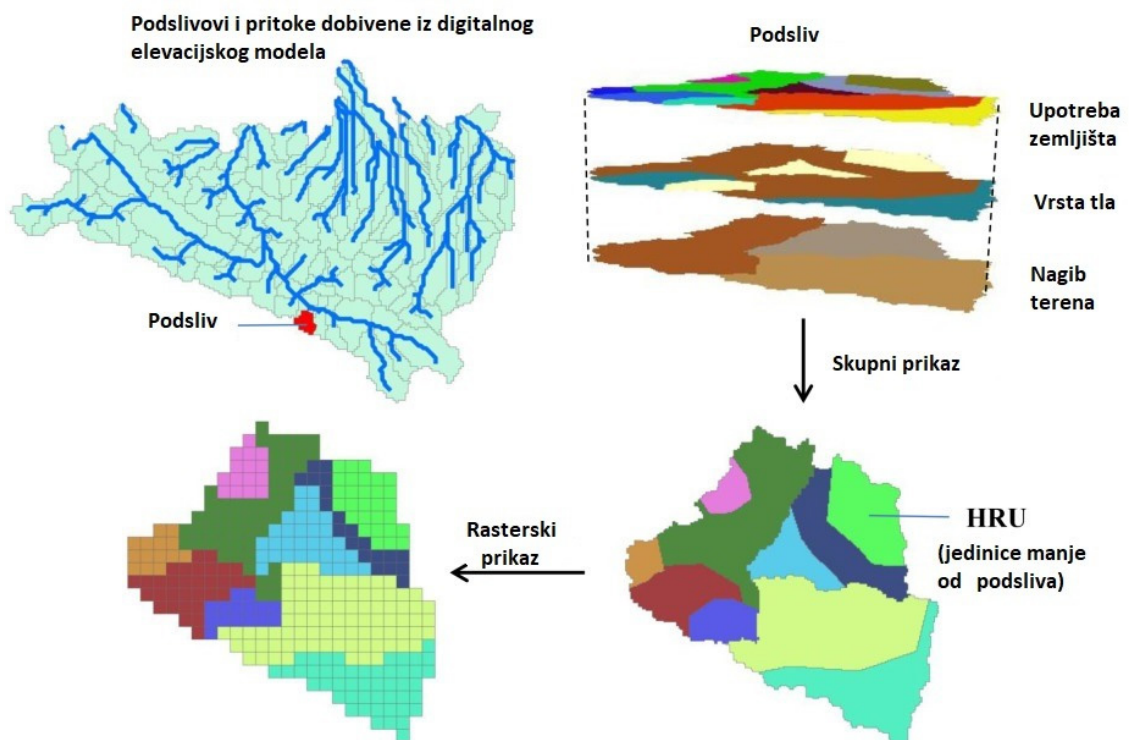 Podslivovi i pritoke dobivene iz digitalnog
elevacijskog modela
Podsliv
Upotreba
zemljišta
Vrsta tla
Nagib
terena
Podsliv
Skupni prikaz
Rasterski
prikaz
HRU
(jedinice manje
od podsliva)